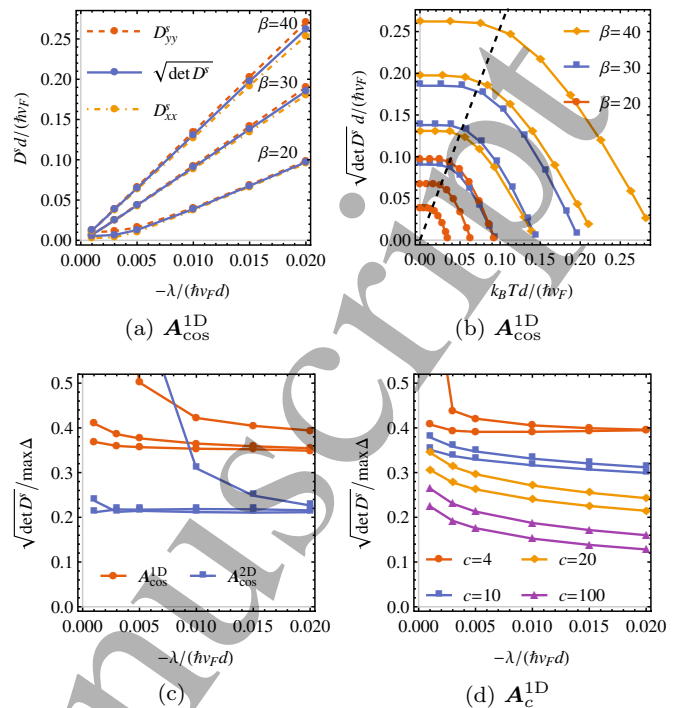 D^s d/(ħv_F)
0.25
0.20
0.15
0.10
0.05
0.00
D^s_yy
√det D^s
D^s_xx
β=40
β=30
β=20
0.000 0.005 0.010 0.015 0.020
−λ/(ħv_F d)
(a) A^1D_cos
√det D^s d/(ħv_F)
0.25
0.20
0.15
0.10
0.05
0.00
β=40
β=30
β=20
0.00 0.05 0.10 0.15 0.20 0.25
k_B T d/(ħv_F)
(b) A^1D_cos
√det D^s/max Δ
0.5
0.4
0.3
0.2
0.1
0.0
A^1D_cos A^2D_cos
0.000 0.005 0.010 0.015 0.020
−λ/(ħv_F d)
(c)
√det D^s/max Δ
0.5
0.4
0.3
0.2
0.1
0.0
c=4 c=20
c=10 c=100
0.000 0.005 0.010 0.015 0.020
−λ/(ħv_F d)
(d) A^1D_c
nuscript